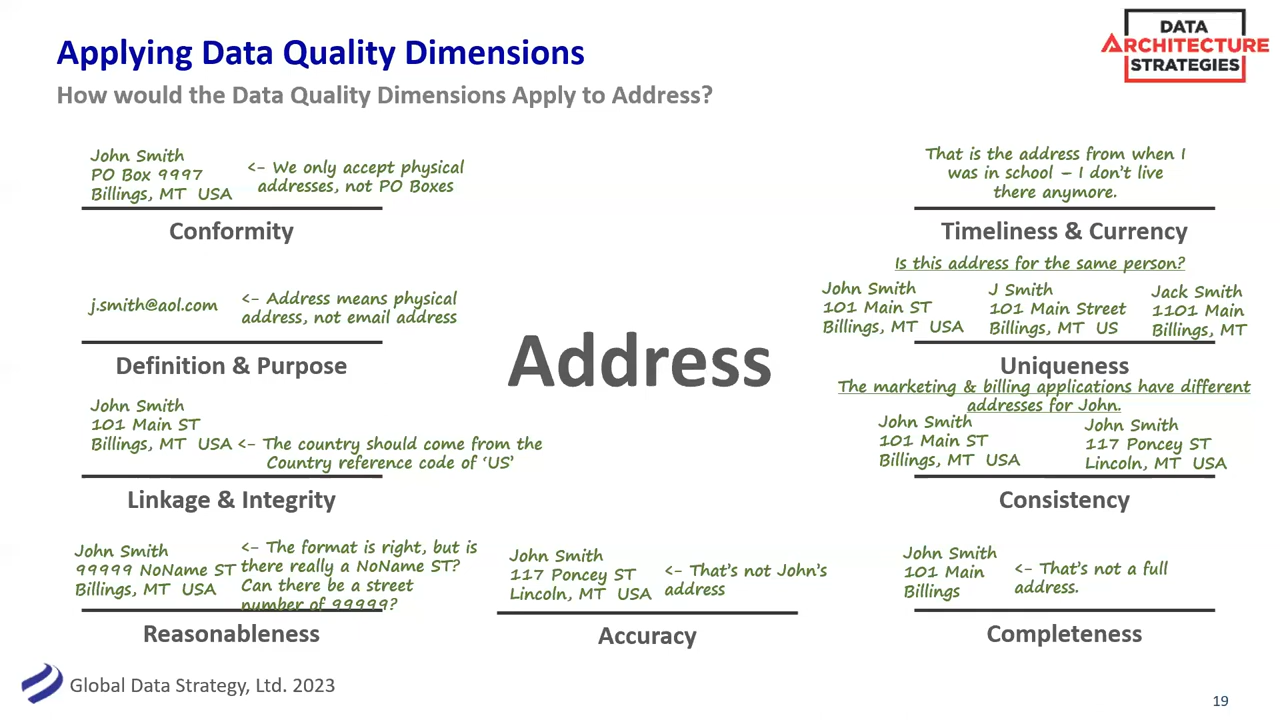 Applying Data Quality Dimensions
How would the Data Quality Dimensions Apply to Address?
DATA
ARCHITECTURE
STRATEGIES
John Smith
PO Box 9997
Billings, MT USA
<- We only accept physical
addresses, not PO Boxes
Conformity
That is the address from when I
was in school – I don't live
there anymore.
Timeliness & Currency
j.smith@aol.com
<- Address means physical
address, not email address
Definition & Purpose
Is this address for the same person?
John Smith
101 Main ST
Billings, MT USA
J Smith
101 Main Street
Billings, MT US
Jack Smith
1101 Main
Billings, MT
Uniqueness
Address
John Smith
101 Main ST
Billings, MT USA
<- The country should come from the
Country reference code of 'US'
Linkage & Integrity
The marketing & billing applications have different
addresses for John.
John Smith
101 Main ST
Billings, MT USA
John Smith
117 Poncey ST
Lincoln, MT USA
Consistency
John Smith
99999 NoName ST
Billings, MT USA
<- The format is right, but is
there really a NoName ST?
Can there be a street
number of 99999?
Reasonableness
John Smith
117 Poncey ST
Lincoln, MT USA
<- That's not John's
address
Accuracy
John Smith
101 Main
Billings
<- That's not a full
address.
Completeness
Global Data Strategy, Ltd. 2023
19